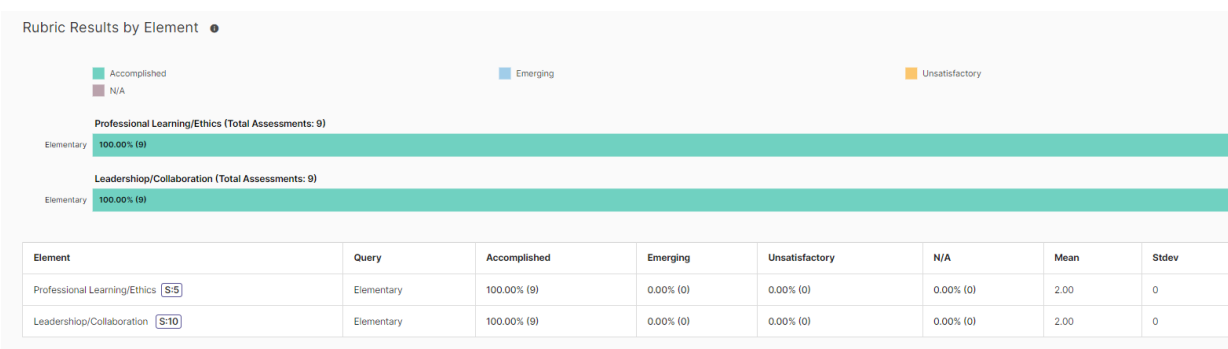 Rubric Results by Element
Accomplished Emerging Unsatisfactory
N/A
Professional Learning/Ethics (Total Assessments: 9)
Elementary 100.00% (9)
Leadershiop/Collaboration (Total Assessments: 9)
Elementary 100.00% (9)
Element Query Accomplished Emerging Unsatisfactory N/A Mean Stdev
Professional Learning/Ethics S:5 Elementary 100.00% (9) 0.00% (0) 0.00% (0) 0.00% (0) 2.00 0
Leadershiop/Collaboration S:10 Elementary 100.00% (9) 0.00% (0) 0.00% (0) 0.00% (0) 2.00 0